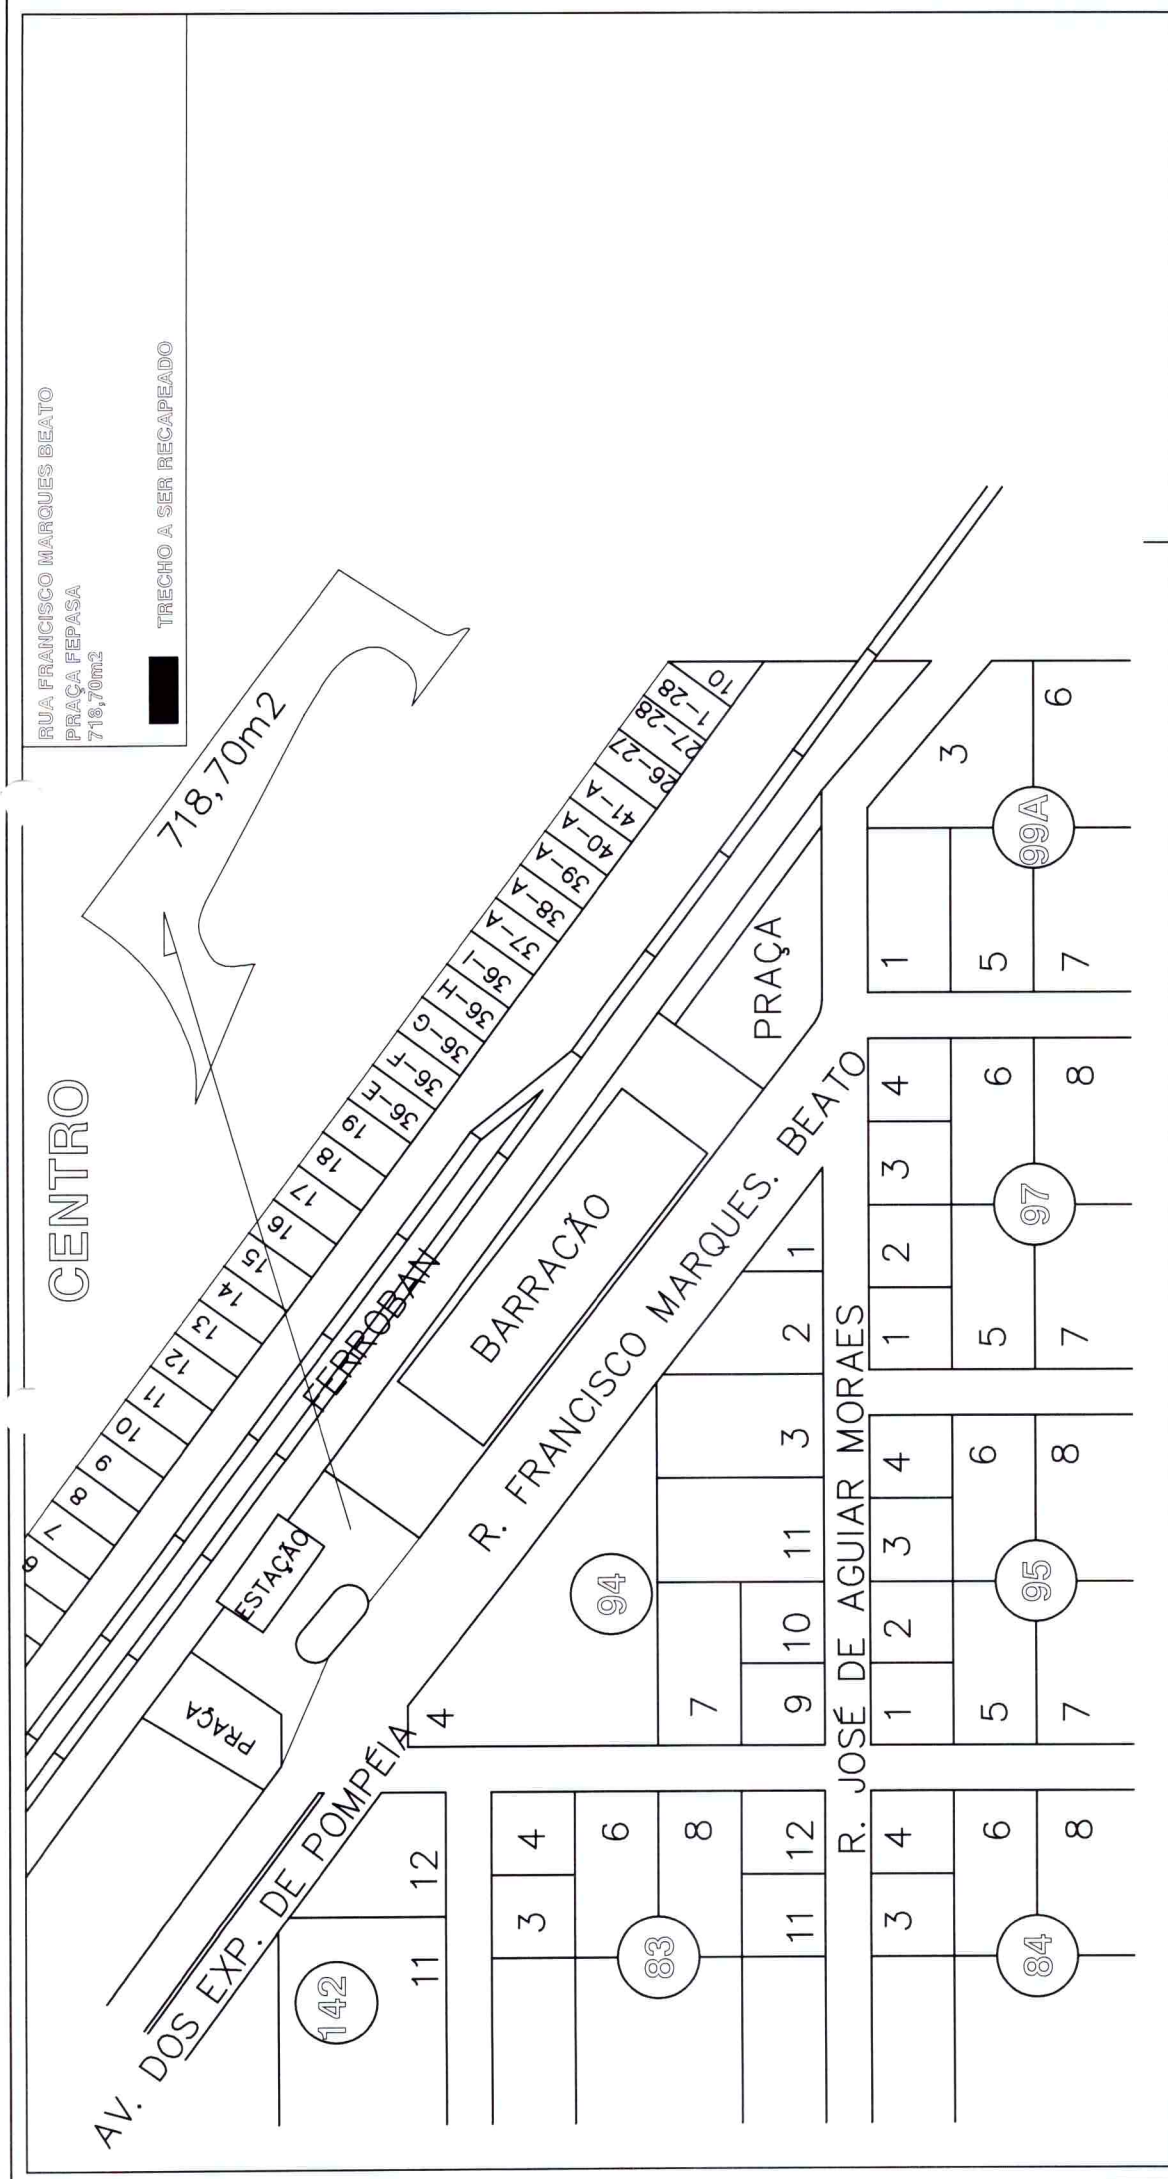 RUA FRANCISCO MARQUES BEATO
PRAÇA FEPASA
718,70m2
TRECHO A SER RECAPEADO
CENTRO
718,70m2
6
7
8
9
10
11
12
13
14
15
16
17
18
19
36-E
36-F
36-G
36-H
36-I
37-A
38-A
39-A
40-A
41-A
26-27
27-28
1-28
10
FERROBAN
ESTAÇÃO
BARRACÃO
PRAÇA
PRAÇA
AV. DOS EXP. DE POMPÉIA
R. FRANCISCO MARQUES. BEATO
R. JOSÉ DE AGUIAR MORAES
142
11
12
83
3
4
6
8
11
12
94
4
7
9
10
11
3
2
1
84
3
4
6
8
95
1
2
3
4
5
6
7
8
97
1
2
3
4
5
6
7
8
99A
1
3
5
6
7